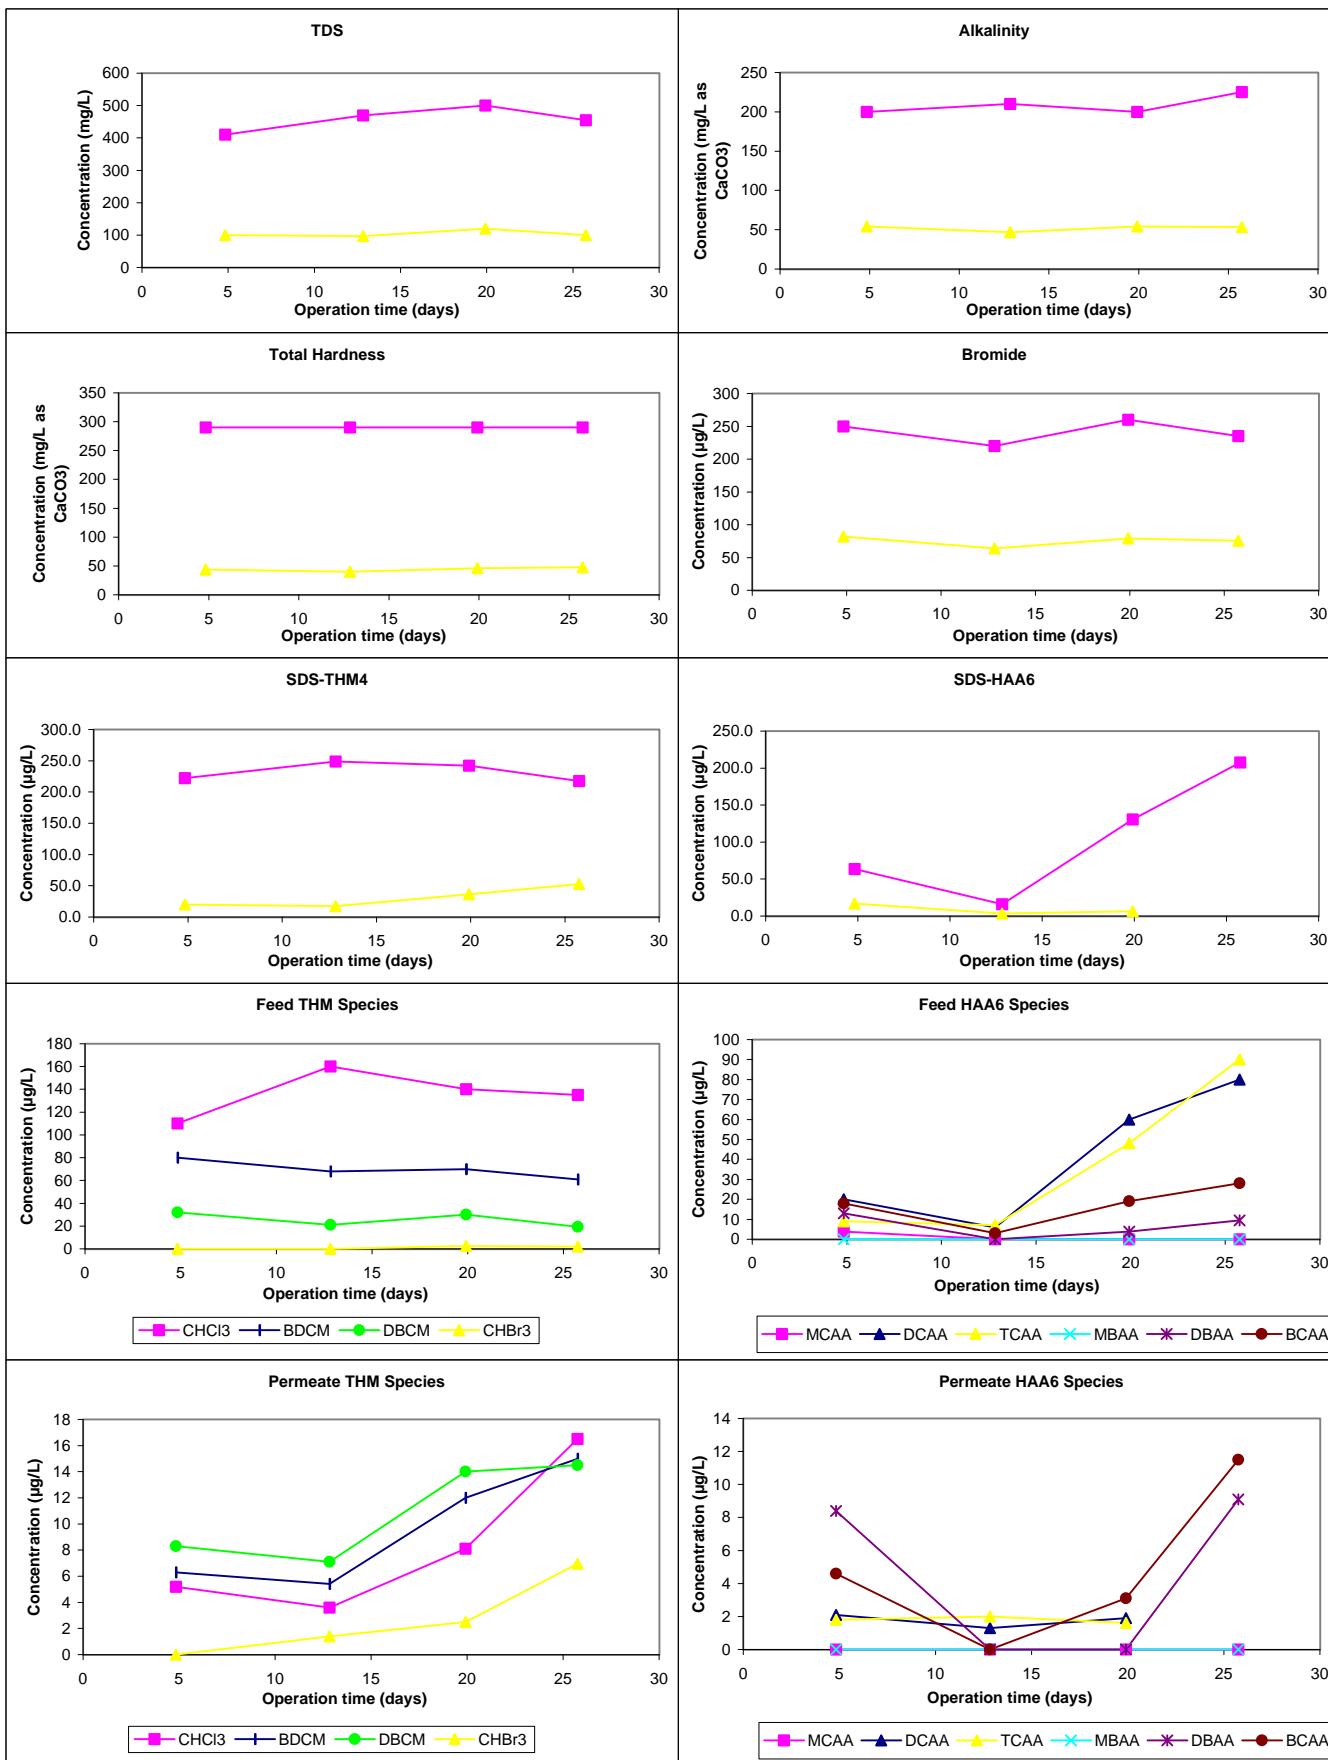 TDS
Concentration (mg/L)
600
500
400
300
200
100
0
0 5 10 15 20 25 30
Operation time (days)
Alkalinity
Concentration (mg/L as
CaCO3)
250
200
150
100
50
0
0 5 10 15 20 25 30
Operation time (days)
Total Hardness
Concentration (mg/L as
CaCO3)
350
300
250
200
150
100
50
0
0 5 10 15 20 25 30
Operation time (days)
Bromide
Concentration (µg/L)
300
250
200
150
100
50
0
0 5 10 15 20 25 30
Operation time (days)
SDS-THM4
Concentration (µg/L)
300.0
250.0
200.0
150.0
100.0
50.0
0.0
0 5 10 15 20 25 30
Operation time (days)
SDS-HAA6
Concentration (µg/L)
250.0
200.0
150.0
100.0
50.0
0.0
0 5 10 15 20 25 30
Operation time (days)
Feed THM Species
Concentration (µg/L)
180
160
140
120
100
80
60
40
20
0
0 5 10 15 20 25 30
Operation time (days)
CHCl3 BDCM DBCM CHBr3
Feed HAA6 Species
Concentration (µg/L)
100
90
80
70
60
50
40
30
20
10
0
0 5 10 15 20 25 30
Operation time (days)
MCAA DCAA TCAA MBAA DBAA BCAA
Permeate THM Species
Concentration (µg/L)
18
16
14
12
10
8
6
4
2
0
0 5 10 15 20 25 30
Operation time (days)
CHCl3 BDCM DBCM CHBr3
Permeate HAA6 Species
Concentration (µg/L)
14
12
10
8
6
4
2
0
0 5 10 15 20 25 30
Operation time (days)
MCAA DCAA TCAA MBAA DBAA BCAA